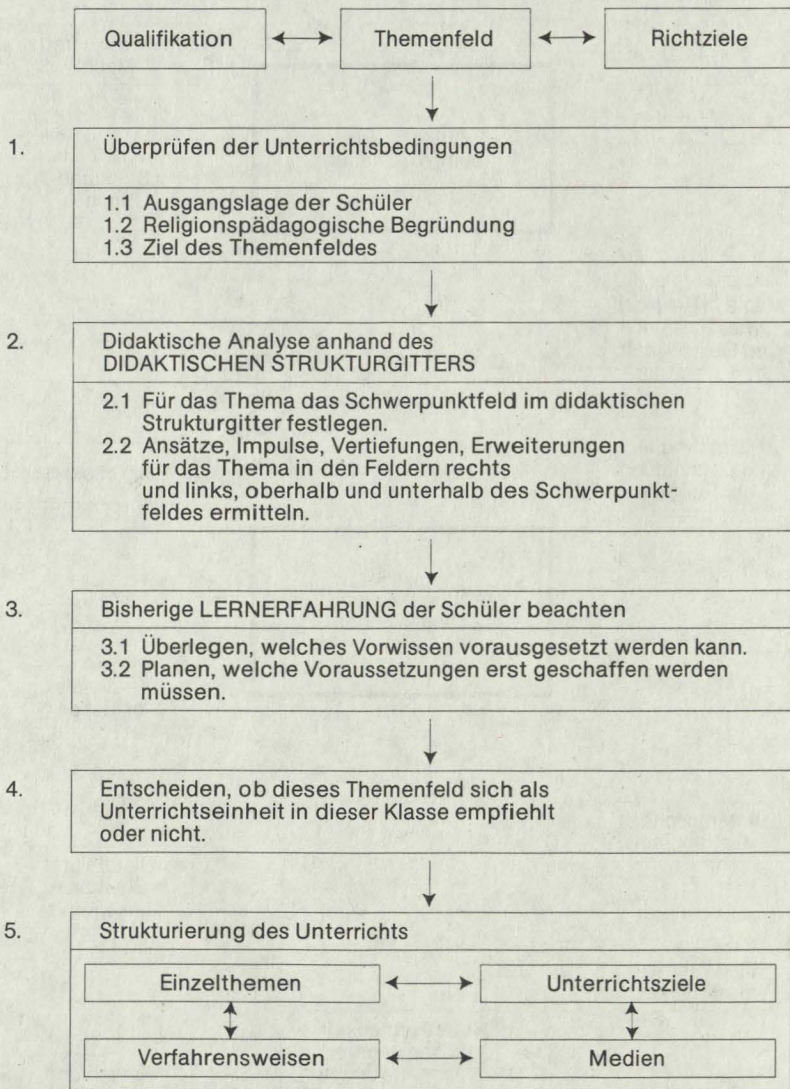 Qualifikation Themenfeld Richtziele
1. Überprüfen der Unterrichtsbedingungen
1.1 Ausgangslage der Schüler
1.2 Religionspädagogische Begründung
1.3 Ziel des Themenfeldes
2. Didaktische Analyse anhand des
DIDAKTISCHEN STRUKTURGITTERS
2.1 Für das Thema das Schwerpunktfeld im didaktischen
Strukturgitter festlegen.
2.2 Ansätze, Impulse, Vertiefungen, Erweiterungen
für das Thema in den Feldern rechts
und links, oberhalb und unterhalb des Schwerpunkt-
feldes ermitteln.
3. Bisherige LERNERFAHRUNG der Schüler beachten
3.1 Überlegen, welches Vorwissen vorausgesetzt werden kann.
3.2 Planen, welche Voraussetzungen erst geschaffen werden
müssen.
4. Entscheiden, ob dieses Themenfeld sich als
Unterrichtseinheit in dieser Klasse empfiehlt
oder nicht.
5. Strukturierung des Unterrichts
Einzelthemen Unterrichtsziele
Verfahrensweisen Medien